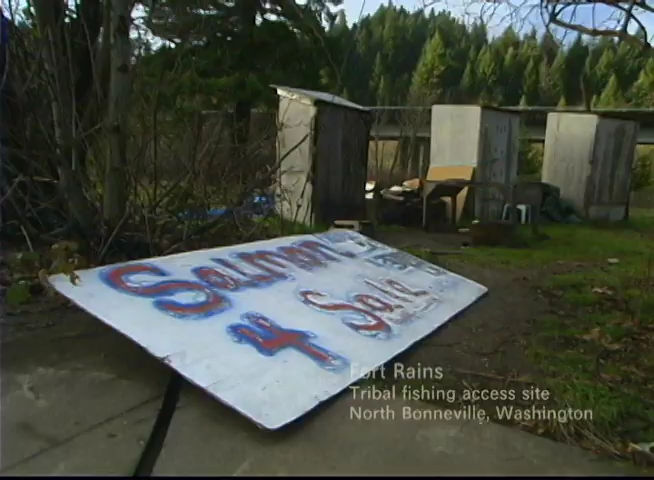 Salmon
4 Sale
Fort Rains
Tribal fishing access site
North Bonneville, Washington